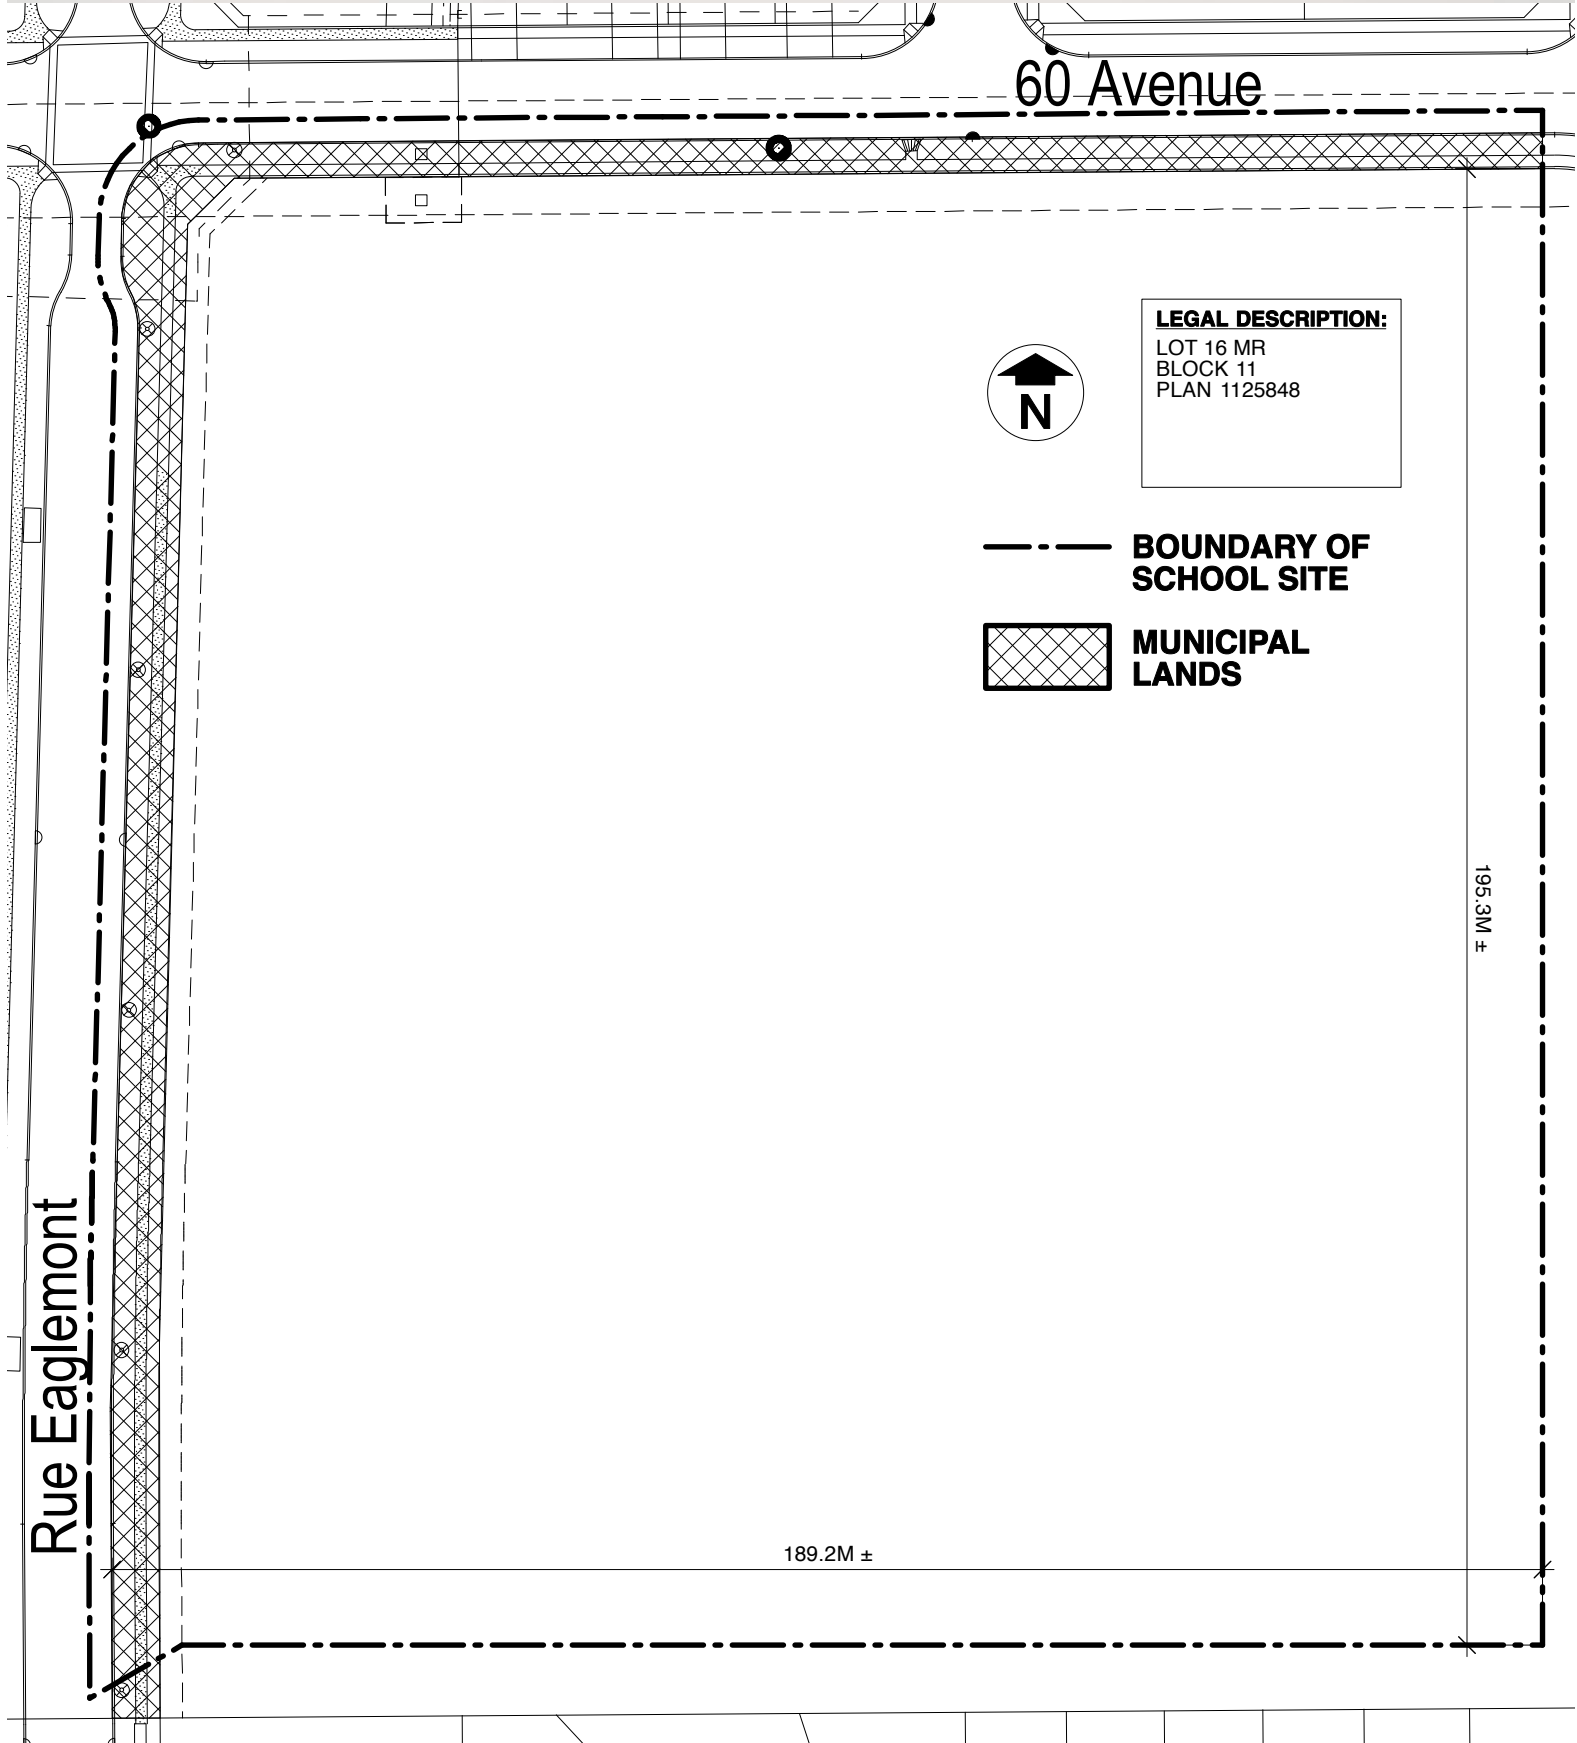 60 Avenue
LEGAL DESCRIPTION:
LOT 16 MR
BLOCK 11
PLAN 1125848
N
BOUNDARY OF
SCHOOL SITE
MUNICIPAL
LANDS
195.3M ±
Rue Eaglemont
189.2M ±